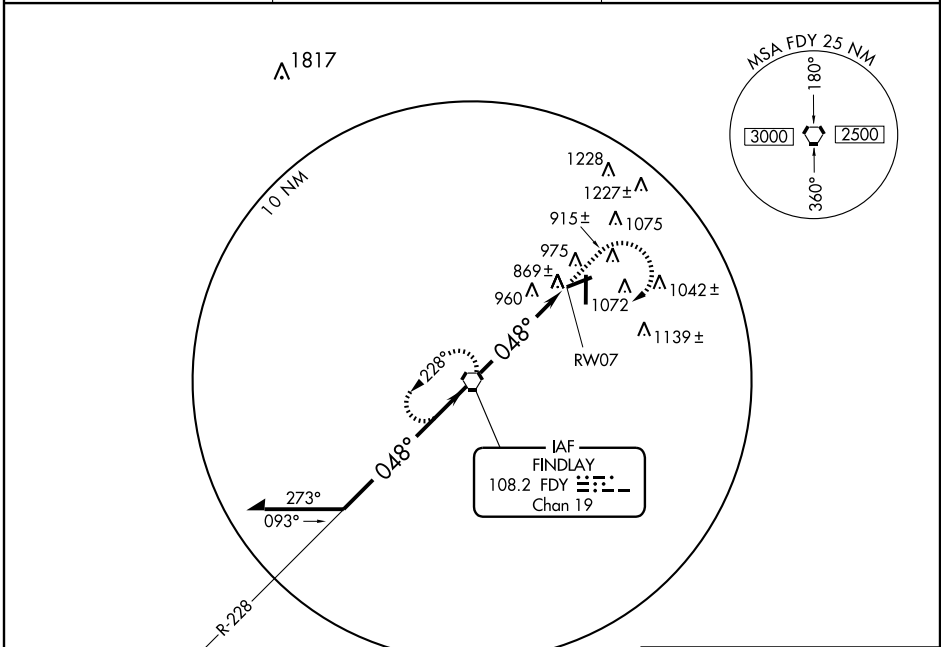 1817
MSA FDY 25 NM
180°
3000
2500
360°
10 NM
1228
1227±
915±
1075
975
869±
960
1072
1042±
1139±
RW07
048°
228°
048°
IAF
FINDLAY
108.2 FDY
Chan 19
273°
093°
R-228